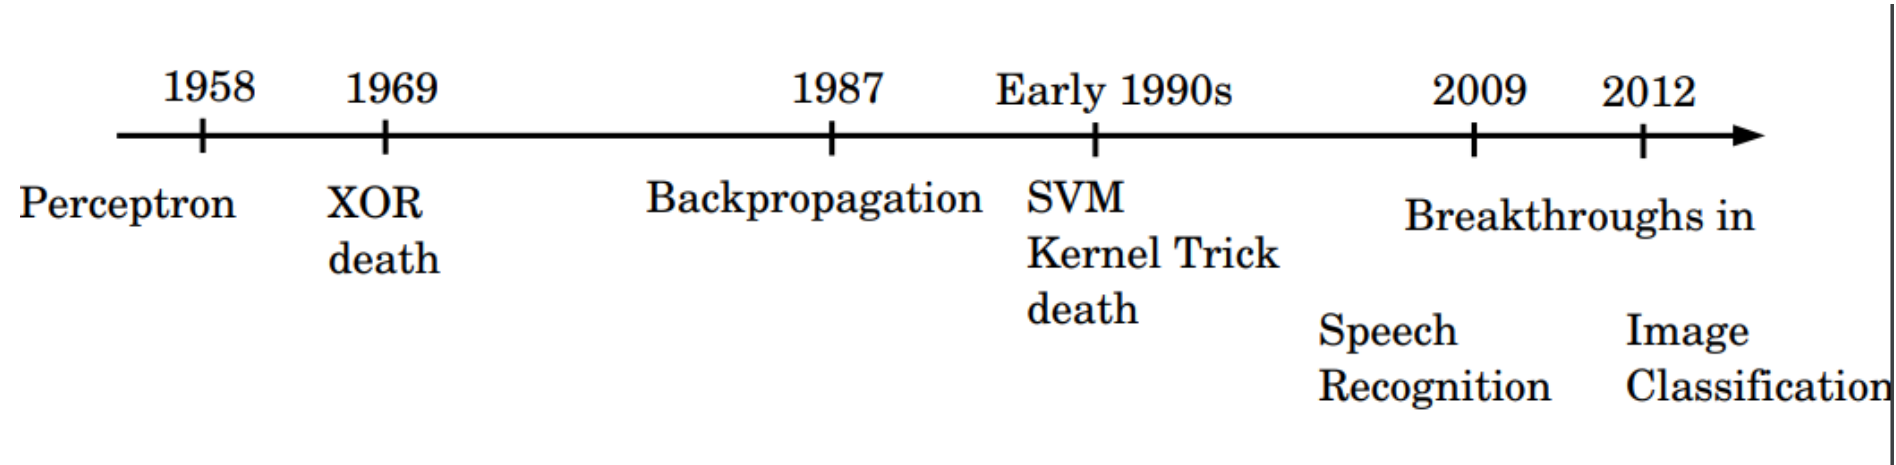 1958 1969 1987 Early 1990s 2009 2012
Perceptron
XOR
death
Backpropagation
SVM
Kernel Trick
death
Breakthroughs in
Speech
Recognition
Image
Classification